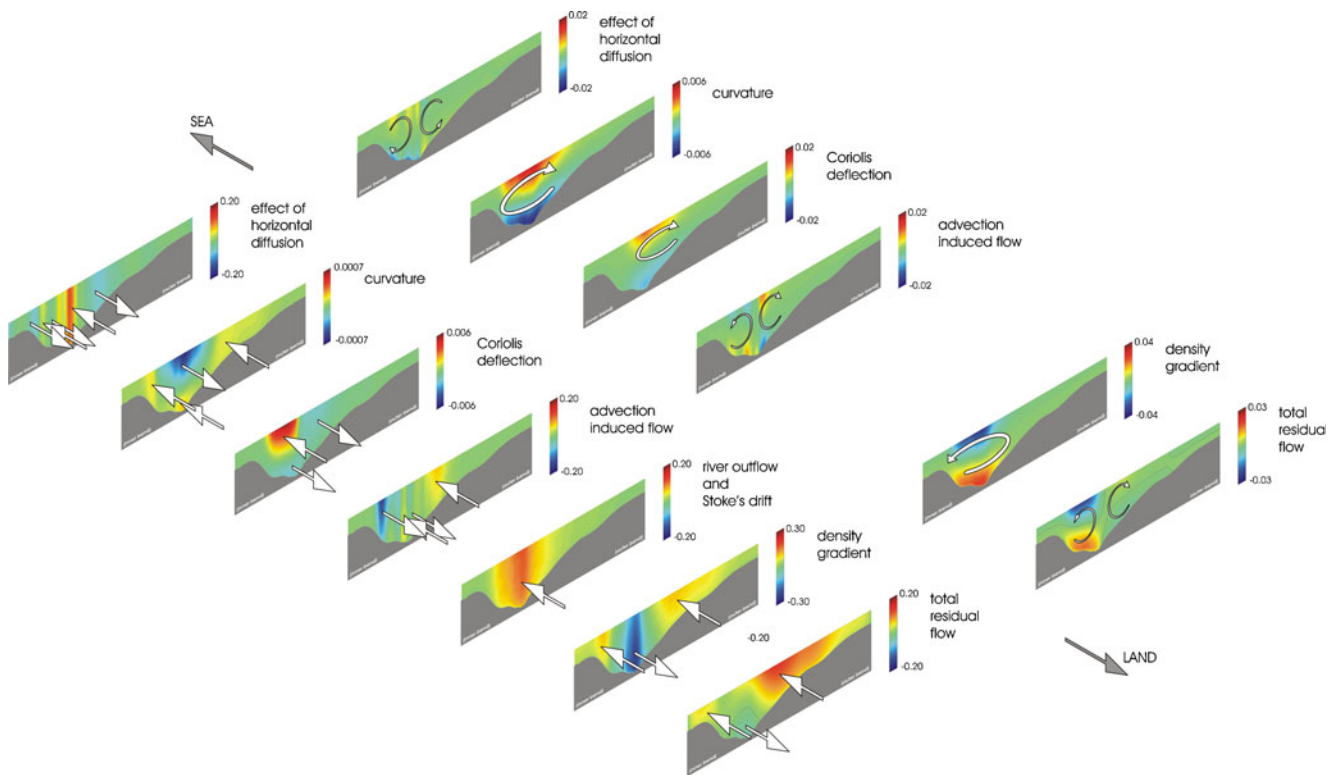 0.02
effect of
horizontal
diffusion
-0.02
0.006
curvature
-0.006
SEA
0.02
Coriolis
deflection
-0.02
0.20
effect of
horizontal
diffusion
-0.20
0.02
advection
induced flow
-0.02
0.0007
curvature
-0.0007
0.006
Coriolis
deflection
-0.006
0.04
density
gradient
-0.04
0.20
advection
induced flow
-0.20
0.03
total
residual
flow
-0.03
0.20
river outflow
and
Stoke's drift
-0.20
0.30
density
gradient
-0.30
-0.20
0.20
total
residual
flow
-0.20
LAND